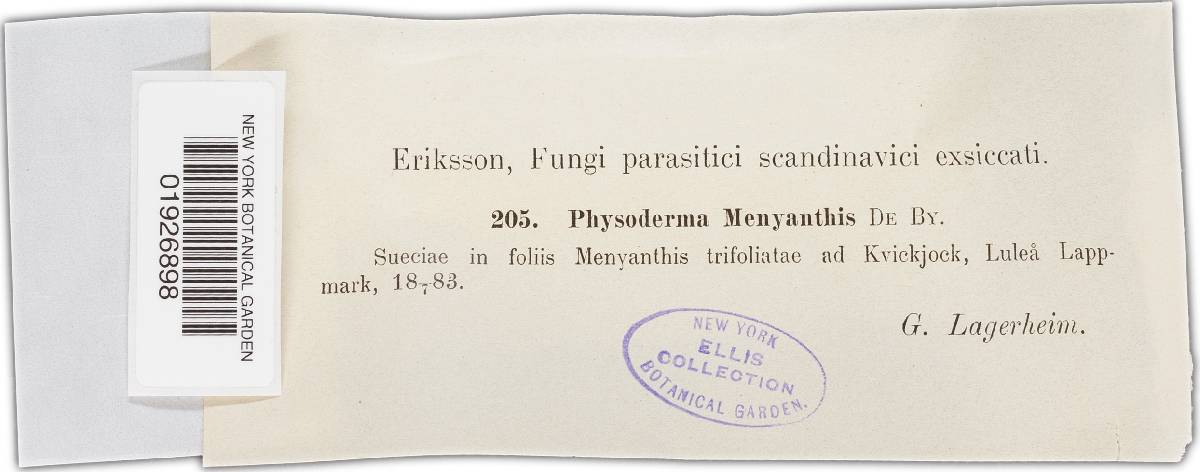 Eriksson, Fungi parasitici scandinavici exsiccati.
205. Physoderma Menyanthis DE BY.
Sueciae in foliis Menyanthis trifoliatae ad Kvickjock, Luleå Lapp-
mark, 18 7/ 83.
G. Lagerheim.
NEW YORK
ELLIS
COLLECTION
BOTANICAL GARDEN.
NEW YORK BOTANICAL GARDEN
01926898